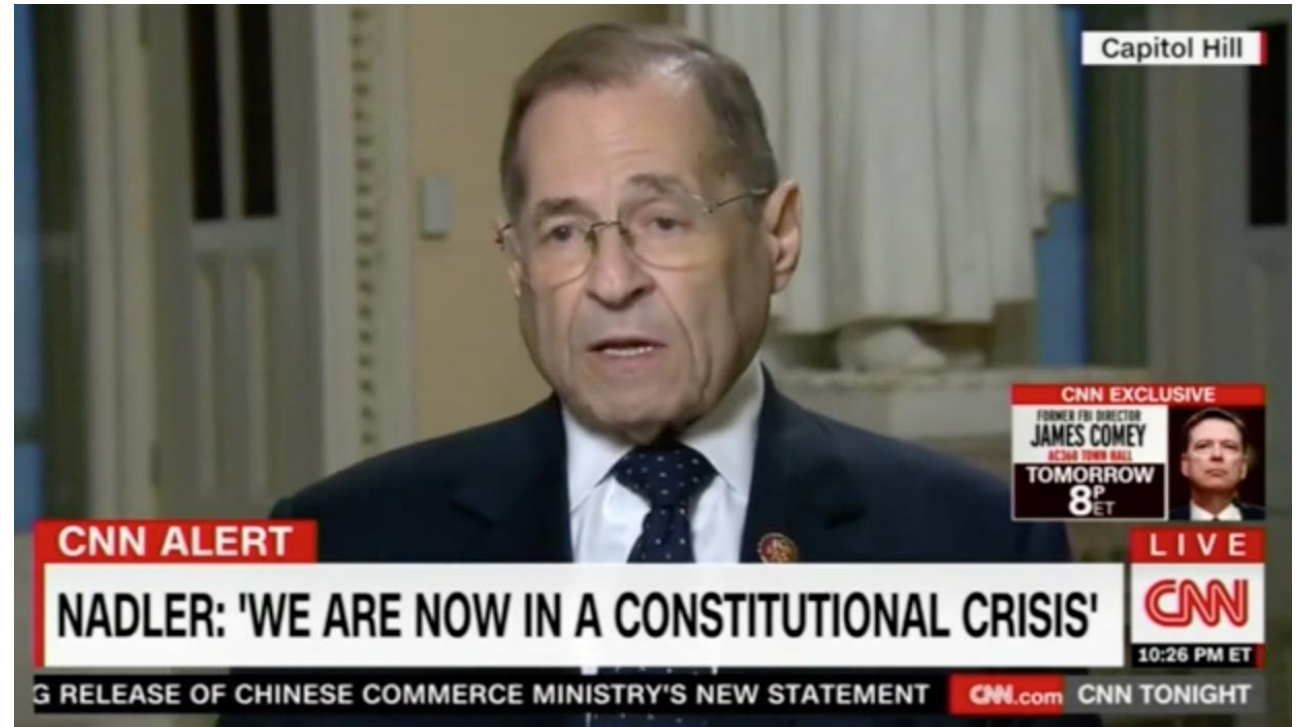 Capitol Hill
CNN EXCLUSIVE
FORMER FBI DIRECTOR
JAMES COMEY
AC360 TOWN HALL
TOMORROW
8P ET
CNN ALERT
LIVE
NADLER: 'WE ARE NOW IN A CONSTITUTIONAL CRISIS'
CNN
10:26 PM ET
G RELEASE OF CHINESE COMMERCE MINISTRY'S NEW STATEMENT
CNN.com
CNN TONIGHT